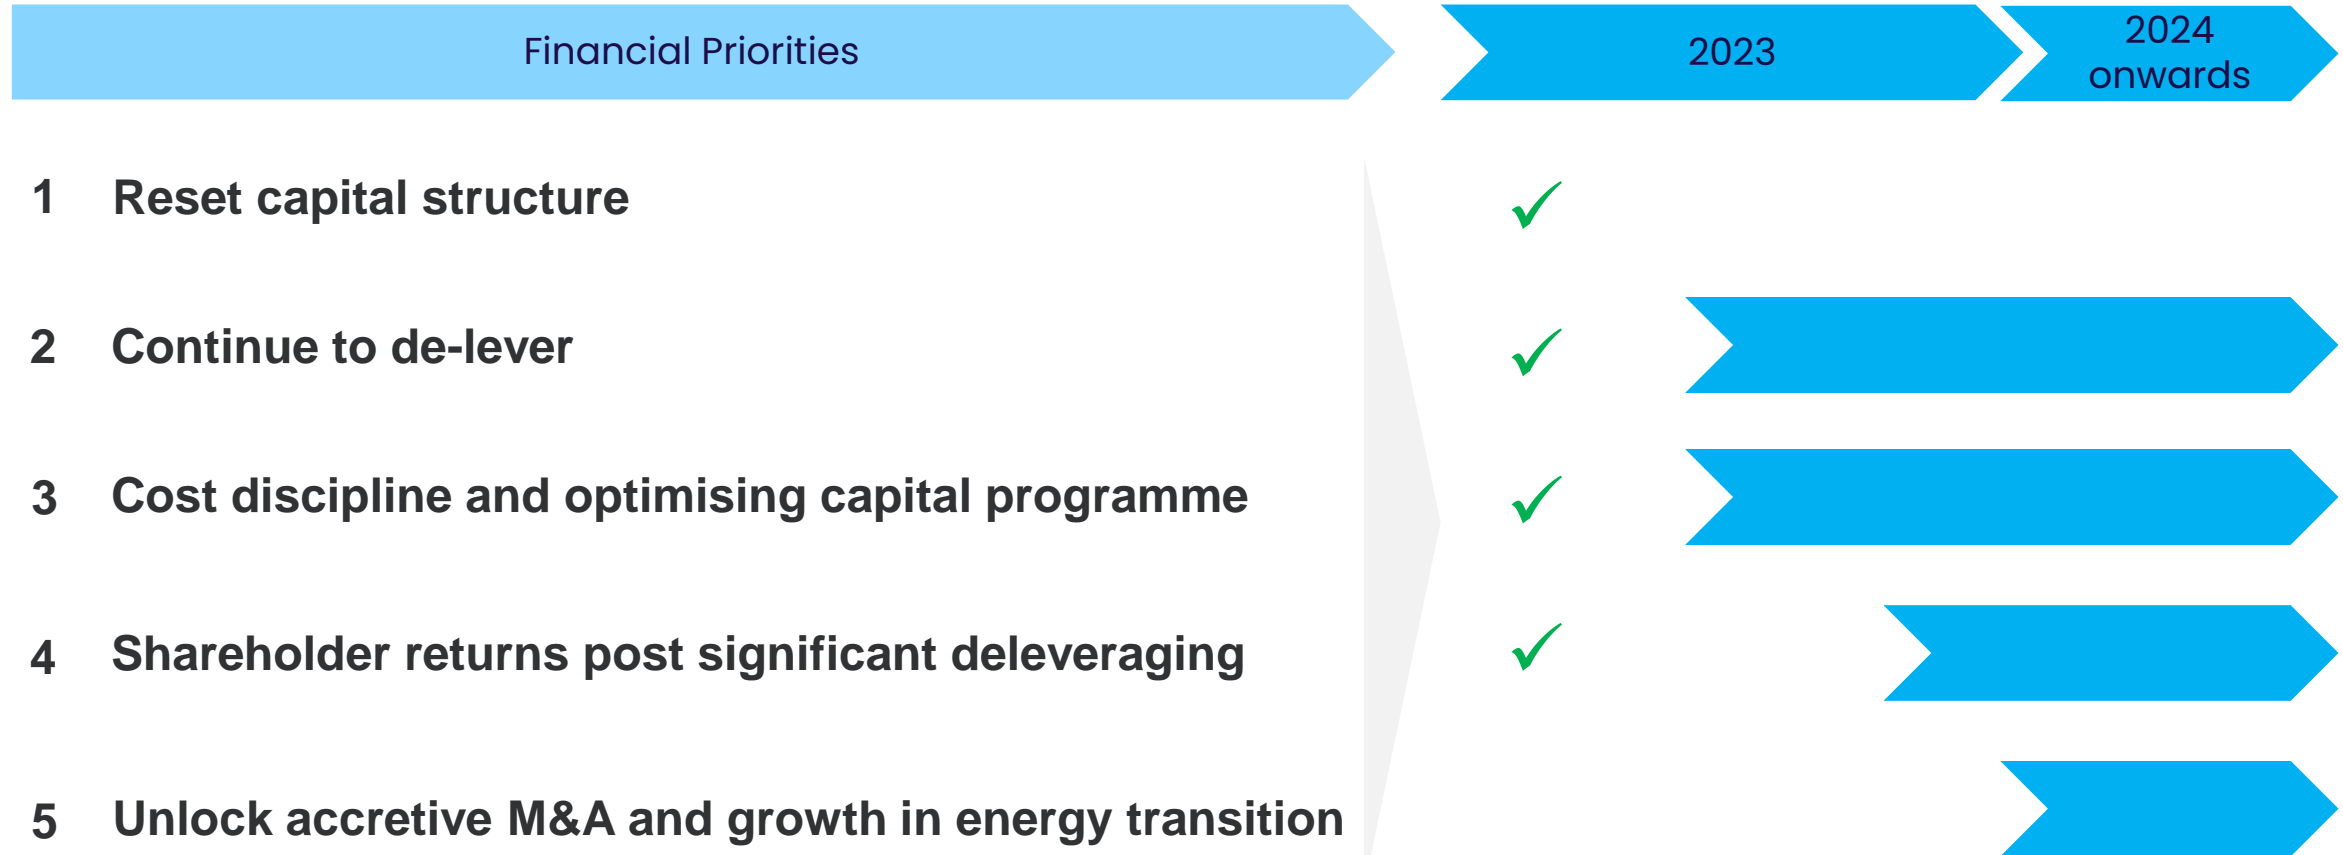 Financial Priorities
2023
2024
onwards
1 Reset capital structure
2 Continue to de-lever
3 Cost discipline and optimising capital programme
4 Shareholder returns post significant deleveraging
5 Unlock accretive M&A and growth in energy transition